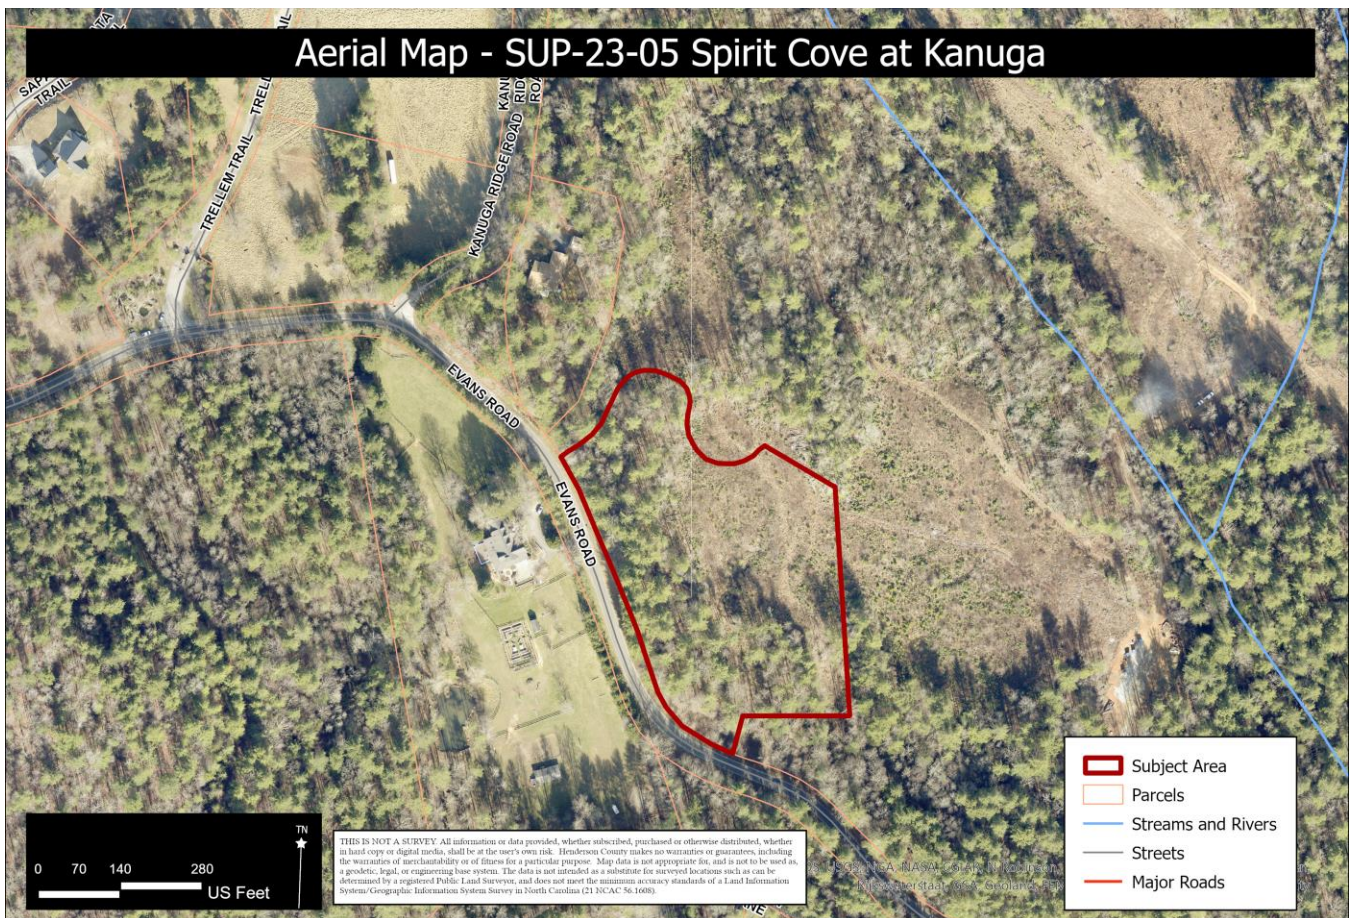 Aerial Map - SUP-23-05 Spirit Cove at Kanuga
TRAIL
TRELLEM TRAIL
KANUGA RIDGE ROAD
EVANS ROAD
EVANS ROAD
Subject Area
Parcels
Streams and Rivers
Streets
Major Roads
TN
0 70 140 280
US Feet
THIS IS NOT A SURVEY. All information or data provided, whether subscribed, purchased or otherwise distributed, whether
in hard copy or digital media, shall be at the user's own risk. Henderson County makes no warranties or guarantees, including
the warranties of merchantability or of fitness for a particular purpose. Map data is not appropriate for, and is not to be used as,
a geodetic, legal, or engineering base system. The data is not intended as a substitute for surveyed locations such as can be
determined by a registered Public Land Surveyor, and does not meet the minimum accuracy standards of a Land Information
System/Geographic Information System Survey in North Carolina (21 NCAC 56.1608).